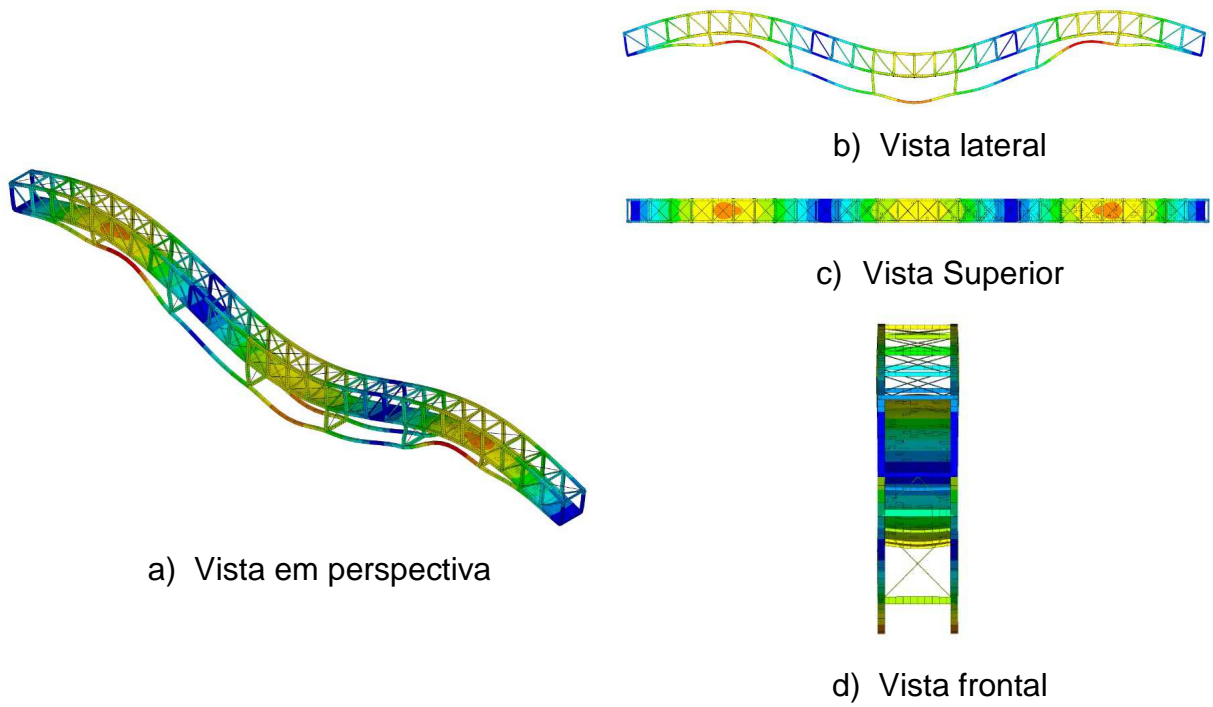 a) Vista em perspectiva
b) Vista lateral
c) Vista Superior
d) Vista frontal